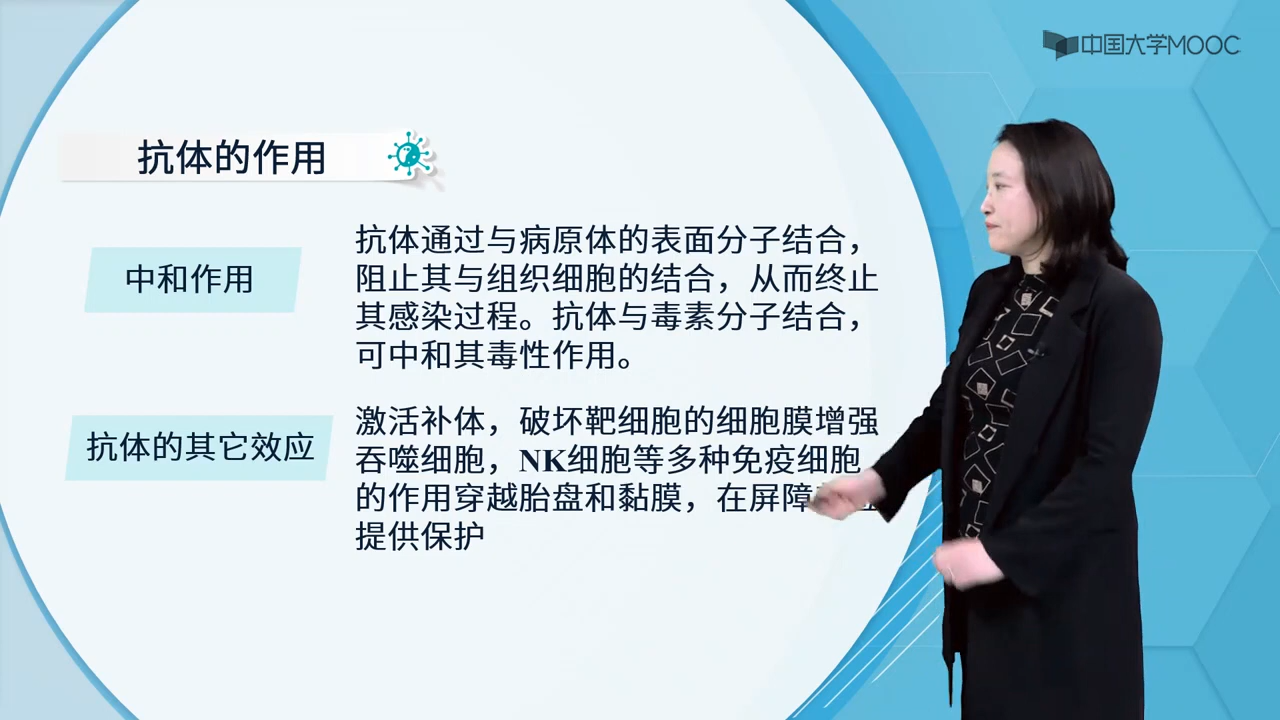 中国大学MOOC
抗体的作用
中和作用
抗体通过与病原体的表面分子结合，
阻止其与组织细胞的结合，从而终止
其感染过程。抗体与毒素分子结合，
可中和其毒性作用。
抗体的其它效应
激活补体，破坏靶细胞的细胞膜增强
吞噬细胞，NK细胞等多种免疫细胞
的作用穿越胎盘和黏膜，在屏障
提供保护